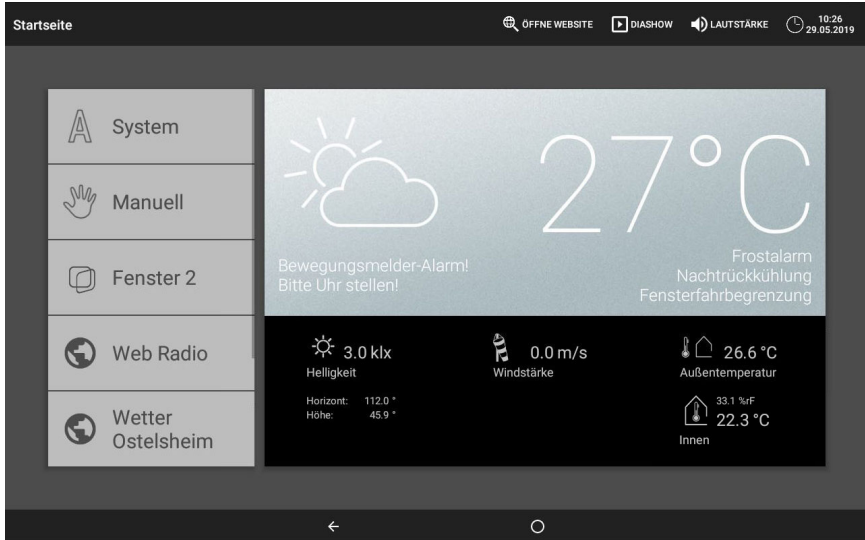 Startseite
ÖFFNE WEBSITE
DIASHOW
LAUTSTÄRKE
10:26
29.05.2019
System
Manuell
Fenster 2
Web Radio
Wetter
Ostelsheim
27°C
Bewegungsmelder-Alarm!
Bitte Uhr stellen!
Frostalarm
Nachtrückkühlung
Fensterfahrbegrenzung
3.0 klx
Helligkeit
Horizont: 112.0 °
Höhe: 45.9 °
0.0 m/s
Windstärke
26.6 °C
Außentemperatur
33.1 %rF
22.3 °C
Innen